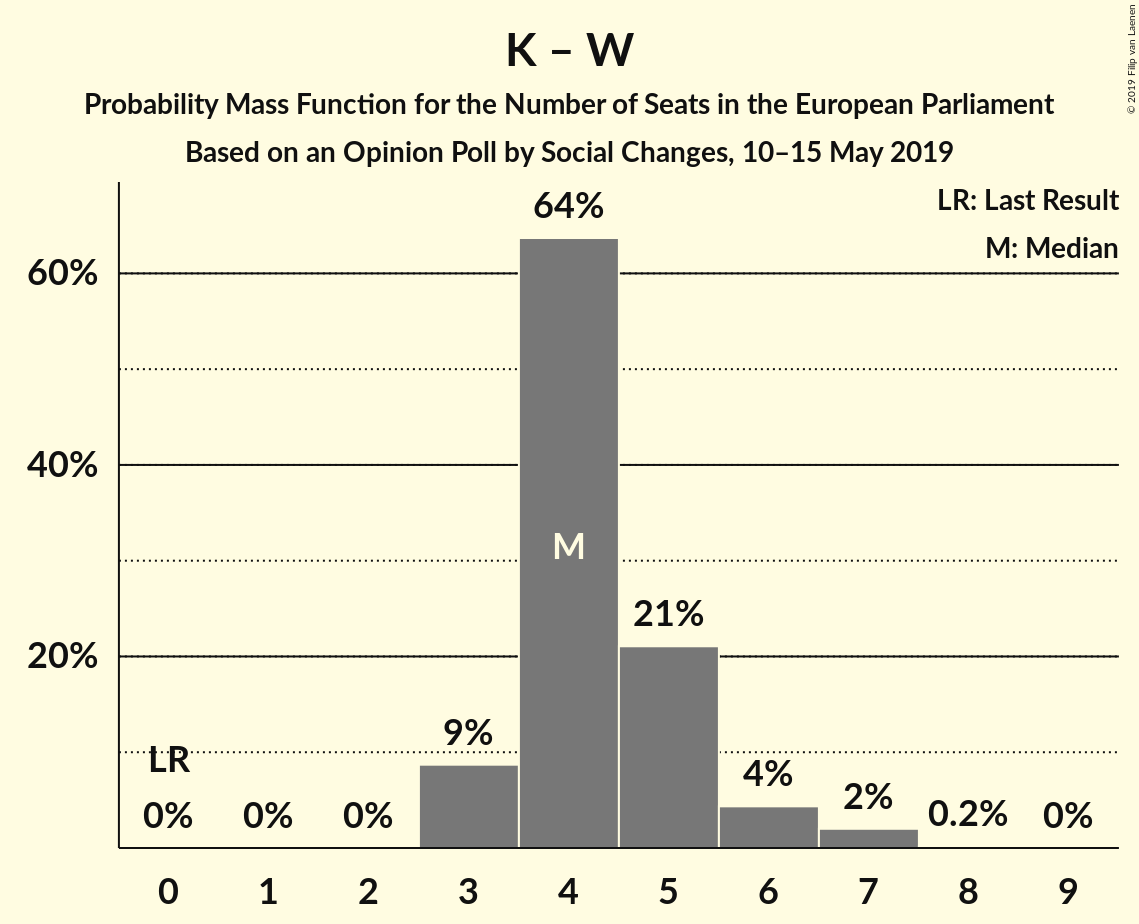 K – W
Probability Mass Function for the Number of Seats in the European Parliament
Based on an Opinion Poll by Social Changes, 10–15 May 2019
© 2019 Filip van Laenen
LR: Last Result
M: Median
64%
60%
40%
M
21%
20%
9%
LR
4%
2%
0% 0% 0% 0.2% 0%
0 1 2 3 4 5 6 7 8 9